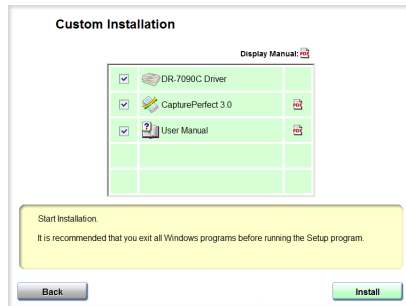 Custom Installation
Display Manual:
DR-7090C Driver
CapturePerfect 3.0
User Manual
Start Installation.
It is recommended that you exit all Windows programs before running the Setup program.
Back
Install